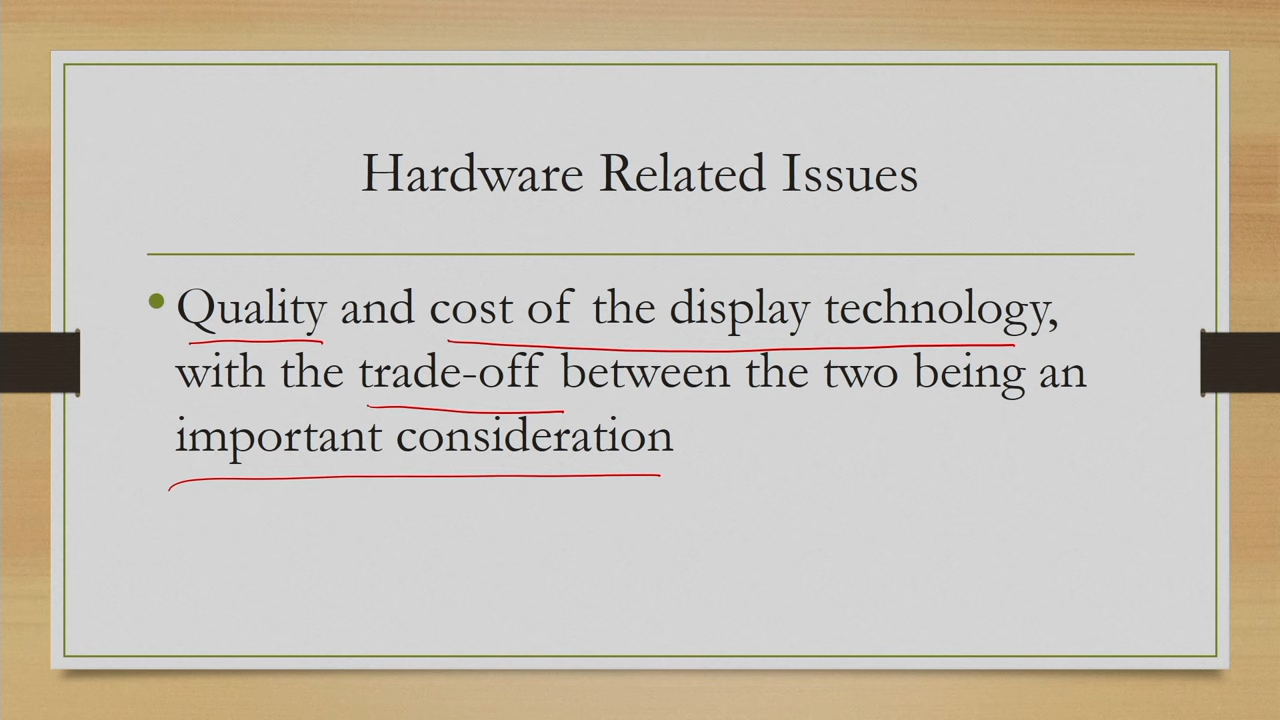 Hardware Related Issues
• Quality and cost of the display technology,
with the trade-off between the two being an
important consideration